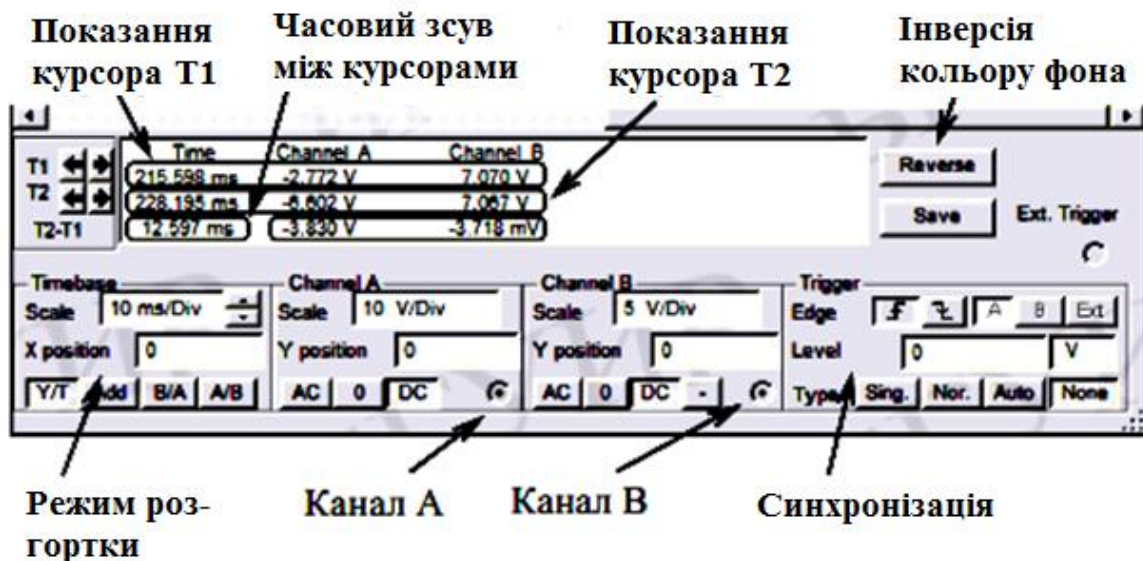 Показання
курсора Т1
Часовий зсув
між курсорами
Показання
курсора Т2
Інверсія
кольору фона
Time Channel A Channel B
T1 215.598 ms -2.772 V 7.070 V
T2 228.195 ms -6.602 V 7.067 V
T2-T1 12.597 ms -3.830 V -3.718 mV
Reverse
Save
Ext. Trigger
Timebase
Scale 10 ms/Div
X position 0
Y/T Add B/A A/B
Channel A
Scale 10 V/Div
Y position 0
AC 0 DC
Channel B
Scale 5 V/Div
Y position 0
AC 0 DC -
Trigger
Edge A B Ext
Level 0 V
Type Sing. Nor. Auto None
Режим роз-
гортки
Канал А
Канал В
Синхронізація